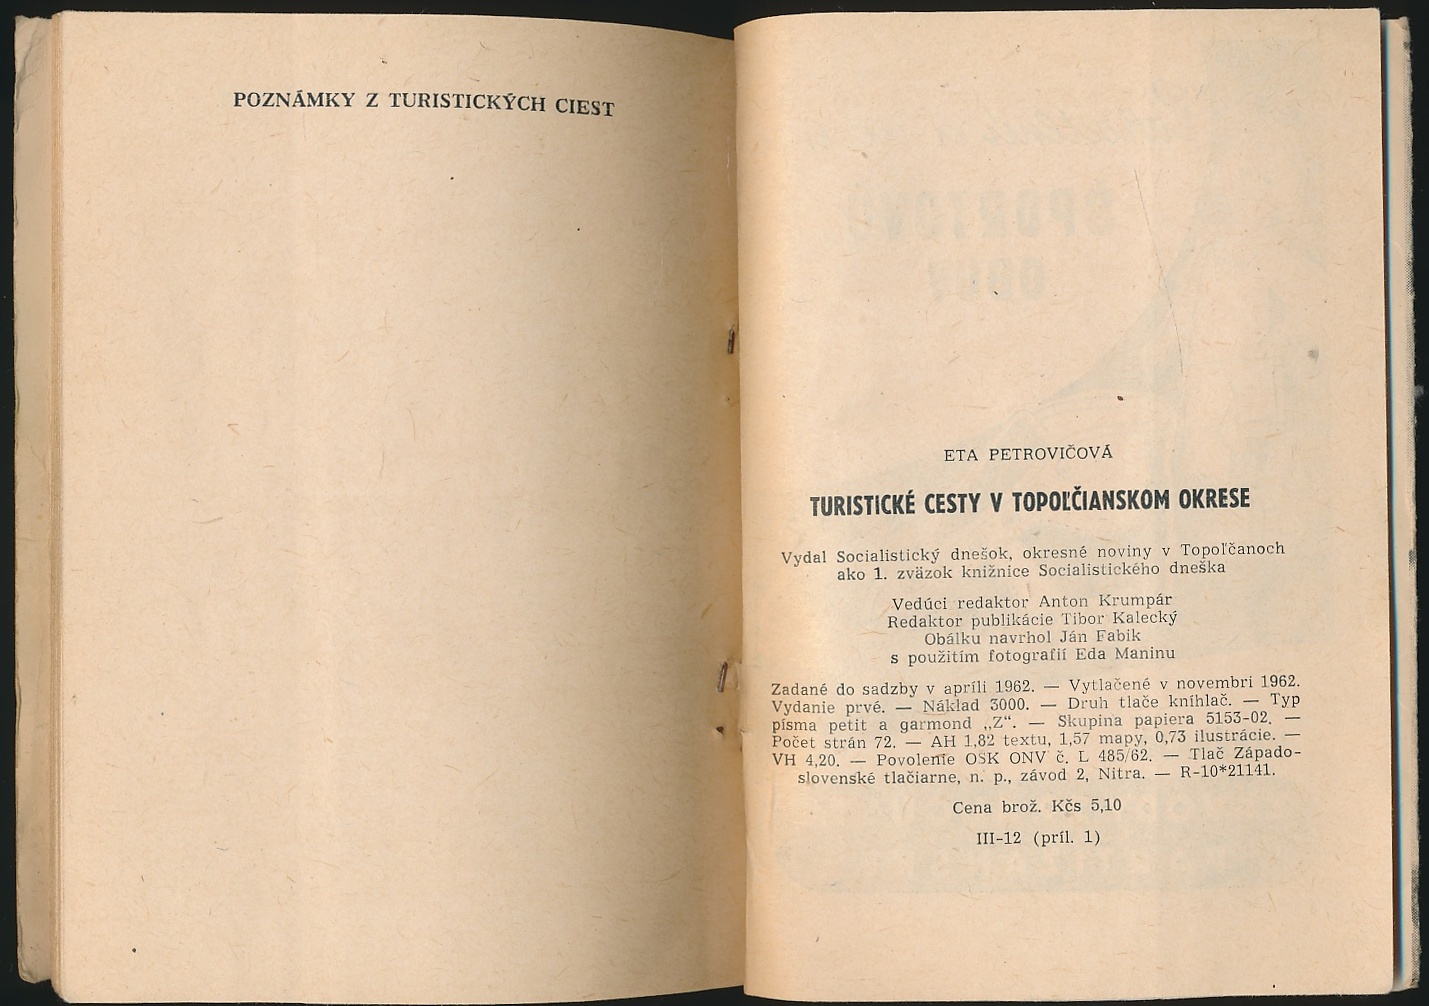 POZNÁMKY Z TURISTICKÝCH CIEST
ETA PETROVIČOVÁ
TURISTICKÉ CESTY V TOPOĽČIANSKOM OKRESE
Vydal Socialistický dnešok, okresné noviny v Topoľčanoch
ako 1. zväzok knižnice Socialistického dneška
Vedúci redaktor Anton Krumpár
Redaktor publikácie Tibor Kalecký
Obálku navrhol Ján Fabik
s použitím fotografií Eda Maninu
Zadané do sadzby v apríli 1962. — Vytlačené v novembri 1962.
Vydanie prvé. — Náklad 3000. — Druh tlače kníhlač. — Typ
písma petit a garmond „Z“. — Skupina papiera 5153-02. —
Počet strán 72. — AH 1,82 textu, 1,57 mapy, 0,73 ilustrácie. —
VH 4,20. — Povolenie OŠK ONV č. L 485/62. — Tlač Západo-
slovenské tlačiarne, n. p., závod 2, Nitra. — R-10*21141.
Cena brož. Kčs 5,10
III-12 (príl. 1)